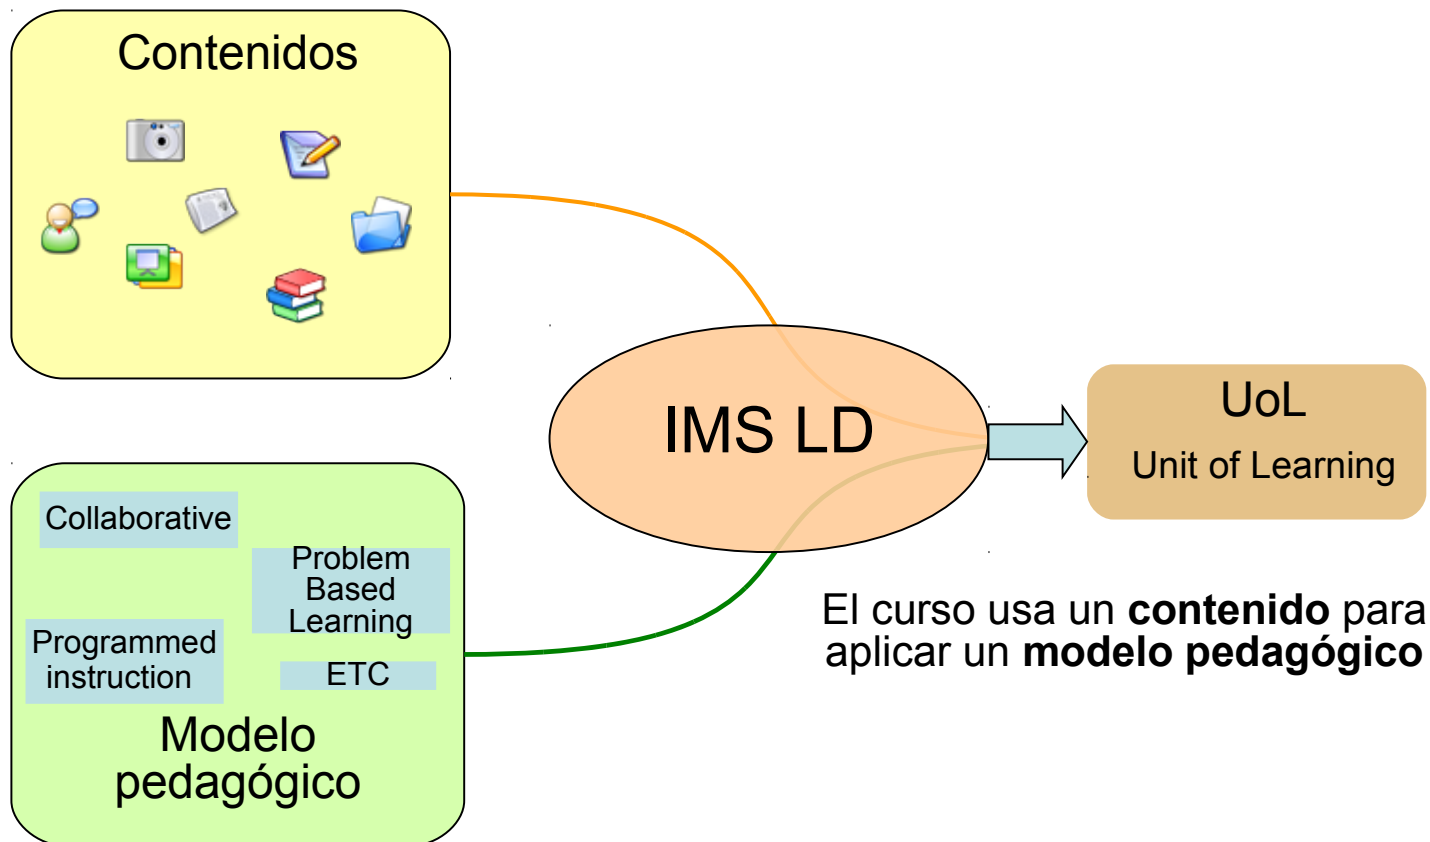 Contenidos
Collaborative
Problem
Based
Learning
Programmed
instruction
ETC
Modelo
pedagógico
IMS LD
UoL
Unit of Learning
El curso usa un contenido para
aplicar un modelo pedagógico